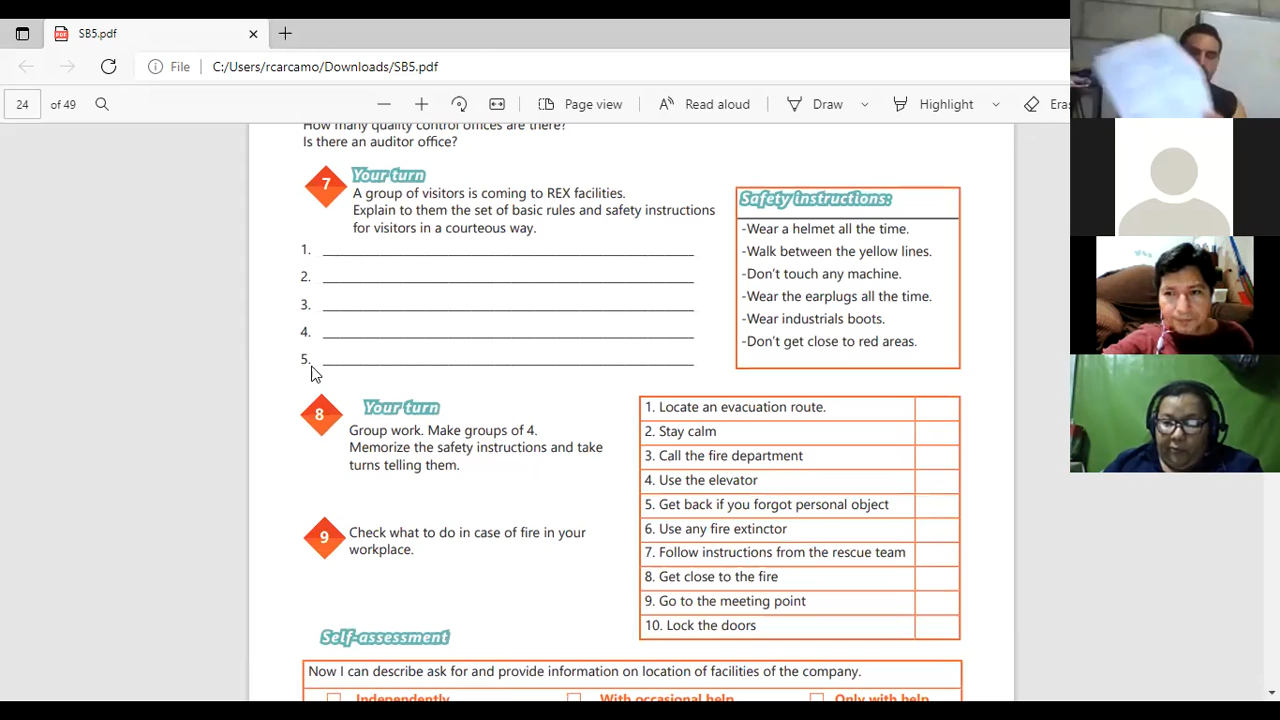 SB5.pdf
File C:/Users/rcarcamo/Downloads/SB5.pdf
24 of 49 Page view Read aloud Draw Highlight
How many quality control offices are there?
Is there an auditor office?
7 Your turn
A group of visitors is coming to REX facilities.
Explain to them the set of basic rules and safety instructions
for visitors in a courteous way.
1.
2.
3.
4.
5.
Safety instructions:
-Wear a helmet all the time.
-Walk between the yellow lines.
-Don't touch any machine.
-Wear the earplugs all the time.
-Wear industrials boots.
-Don't get close to red areas.
8 Your turn
Group work. Make groups of 4.
Memorize the safety instructions and take
turns telling them.
9 Check what to do in case of fire in your
workplace.
1. Locate an evacuation route.
2. Stay calm
3. Call the fire department
4. Use the elevator
5. Get back if you forgot personal object
6. Use any fire extinctor
7. Follow instructions from the rescue team
8. Get close to the fire
9. Go to the meeting point
10. Lock the doors
Self-assessment
Now I can describe ask for and provide information on location of facilities of the company.
Independently With occasional help Only with help